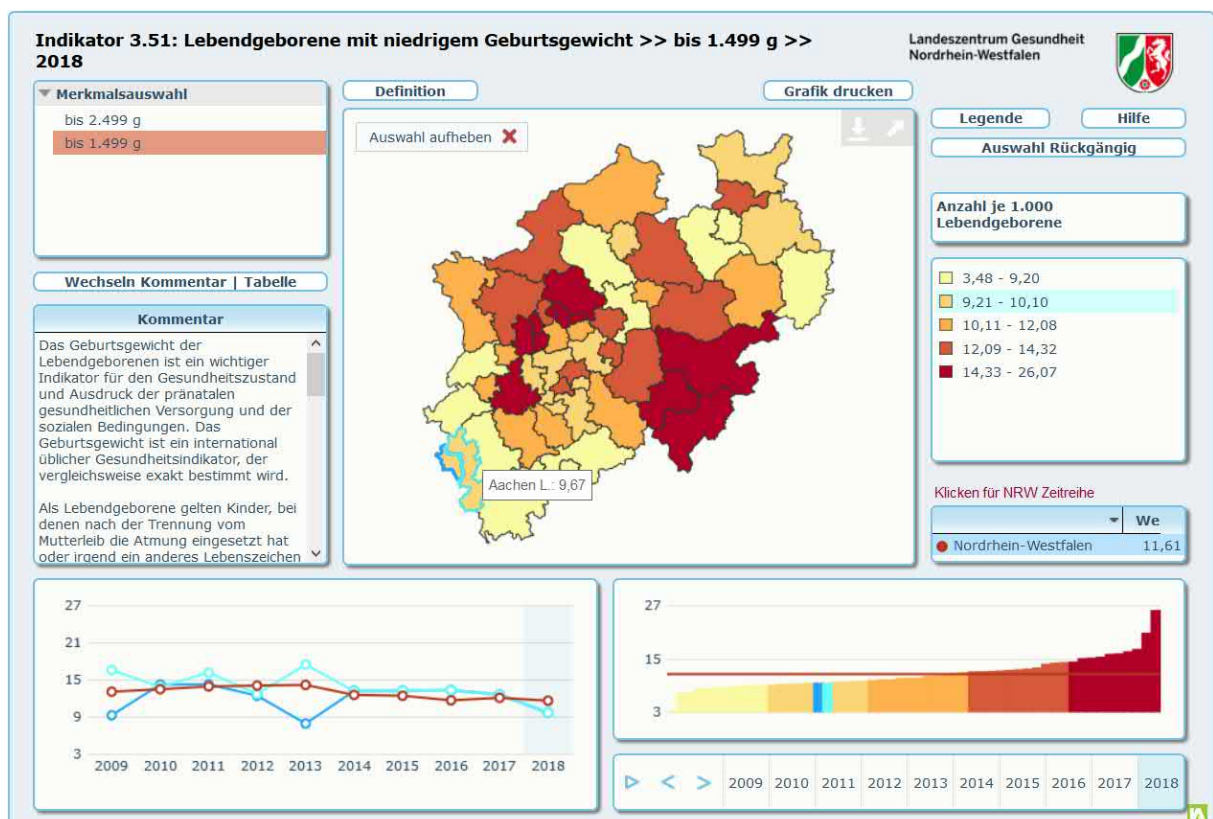 Indikator 3.51: Lebendgeborene mit niedrigem Geburtsgewicht >> bis 1.499 g >>
2018
Landeszentrum Gesundheit
Nordrhein-Westfalen
Merkmalsauswahl
bis 2.499 g
bis 1.499 g
Definition
Grafik drucken
Auswahl aufheben
Aachen L.: 9,67
Legende
Hilfe
Auswahl Rückgängig
Anzahl je 1.000
Lebendgeborene
3,48 - 9,20
9,21 - 10,10
10,11 - 12,08
12,09 - 14,32
14,33 - 26,07
Klicken für NRW Zeitreihe
We
Nordrhein-Westfalen 11,61
Wechseln Kommentar | Tabelle
Kommentar
Das Geburtsgewicht der
Lebendgeborenen ist ein wichtiger
Indikator für den Gesundheitszustand
und Ausdruck der pränatalen
gesundheitlichen Versorgung und der
sozialen Bedingungen. Das
Geburtsgewicht ist ein international
üblicher Gesundheitsindikator, der
vergleichsweise exakt bestimmt wird.
Als Lebendgeborene gelten Kinder, bei
denen nach der Trennung vom
Mutterleib die Atmung eingesetzt hat
oder irgend ein anderes Lebenszeichen
27
21
15
9
3
2009 2010 2011 2012 2013 2014 2015 2016 2017 2018
27
15
3
2009 2010 2011 2012 2013 2014 2015 2016 2017 2018